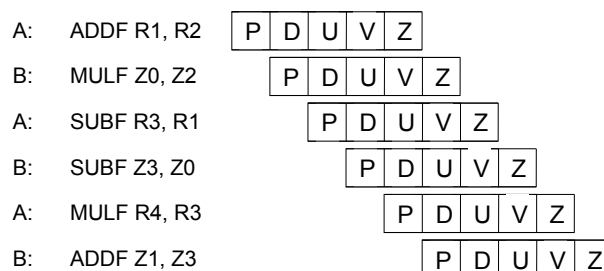 A: ADDF R1, R2 P D U V Z
B: MULF Z0, Z2 P D U V Z
A: SUBF R3, R1 P D U V Z
B: SUBF Z3, Z0 P D U V Z
A: MULF R4, R3 P D U V Z
B: ADDF Z1, Z3 P D U V Z